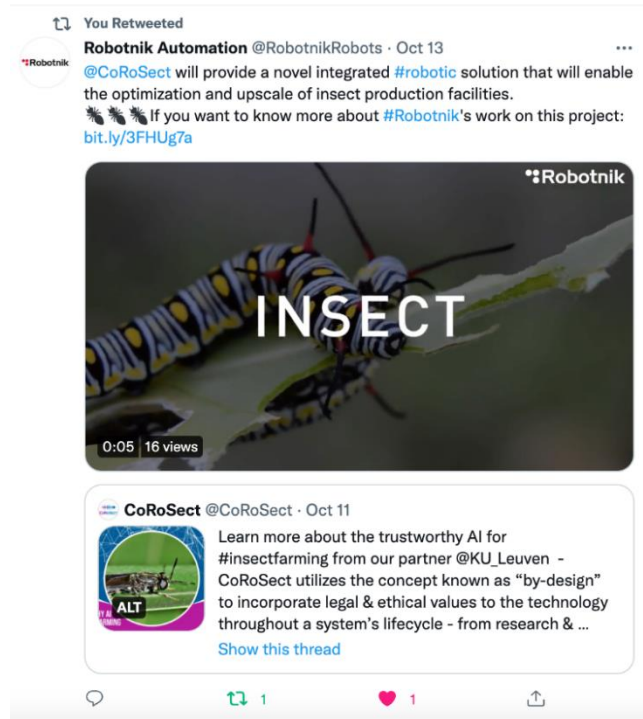 You Retweeted
Robotnik
Robotnik Automation @RobotnikRobots · Oct 13
@CoRoSect will provide a novel integrated #robotic solution that will enable
the optimization and upscale of insect production facilities.
🐜🐜🐜If you want to know more about #Robotnik's work on this project:
bit.ly/3FHUg7a
Robotnik
INSECT
0:05 16 views
CoRoSect @CoRoSect · Oct 11
Learn more about the trustworthy AI for
#insectfarming from our partner @KU_Leuven -
CoRoSect utilizes the concept known as “by-design”
to incorporate legal & ethical values to the technology
throughout a system’s lifecycle - from research & ...
ALT
Show this thread
1
1